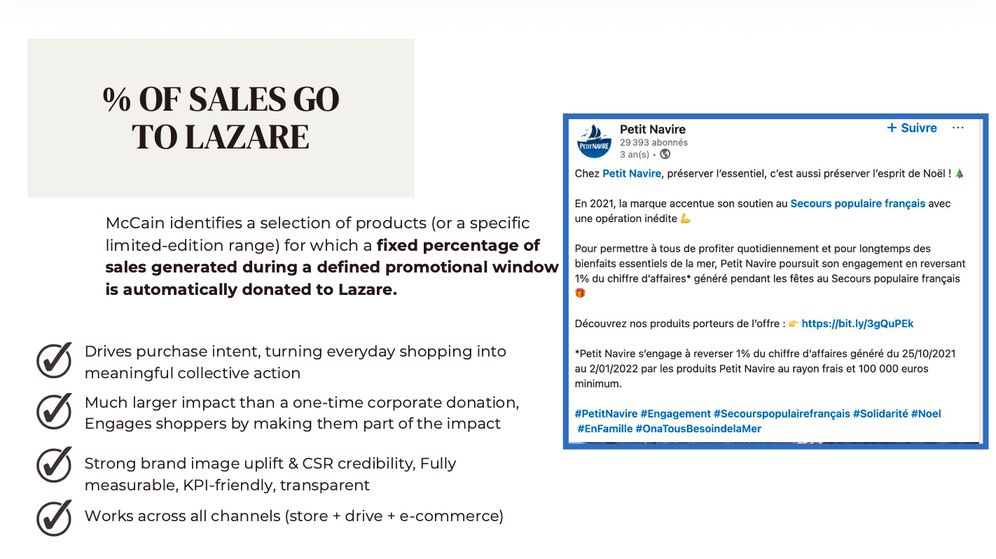 % OF SALES GO
TO LAZARE
McCain identifies a selection of products (or a specific
limited-edition range) for which a fixed percentage of
sales generated during a defined promotional window
is automatically donated to Lazare.
Drives purchase intent, turning everyday shopping into
meaningful collective action
Much larger impact than a one-time corporate donation,
Engages shoppers by making them part of the impact
Strong brand image uplift & CSR credibility, Fully
measurable, KPI-friendly, transparent
Works across all channels (store + drive + e-commerce)
PETIT NAVIRE
Petit Navire
29 393 abonnés
3 an(s) •
+ Suivre
Chez Petit Navire, préserver l’essentiel, c’est aussi préserver l’esprit de Noël ! 🎄
En 2021, la marque accentue son soutien au Secours populaire français avec
une opération inédite 💪
Pour permettre à tous de profiter quotidiennement et pour longtemps des
bienfaits essentiels de la mer, Petit Navire poursuit son engagement en reversant
1% du chiffre d’affaires* généré pendant les fêtes au Secours populaire français
🎁
Découvrez nos produits porteurs de l’offre : 👉 https://bit.ly/3gQuPEk
*Petit Navire s’engage à reverser 1% du chiffre d’affaires généré du 25/10/2021
au 2/01/2022 par les produits Petit Navire au rayon frais et 100 000 euros
minimum.
#PetitNavire #Engagement #Secourspopulairefrançais #Solidarité #Noel
#EnFamille #OnaTousBesoindelaMer